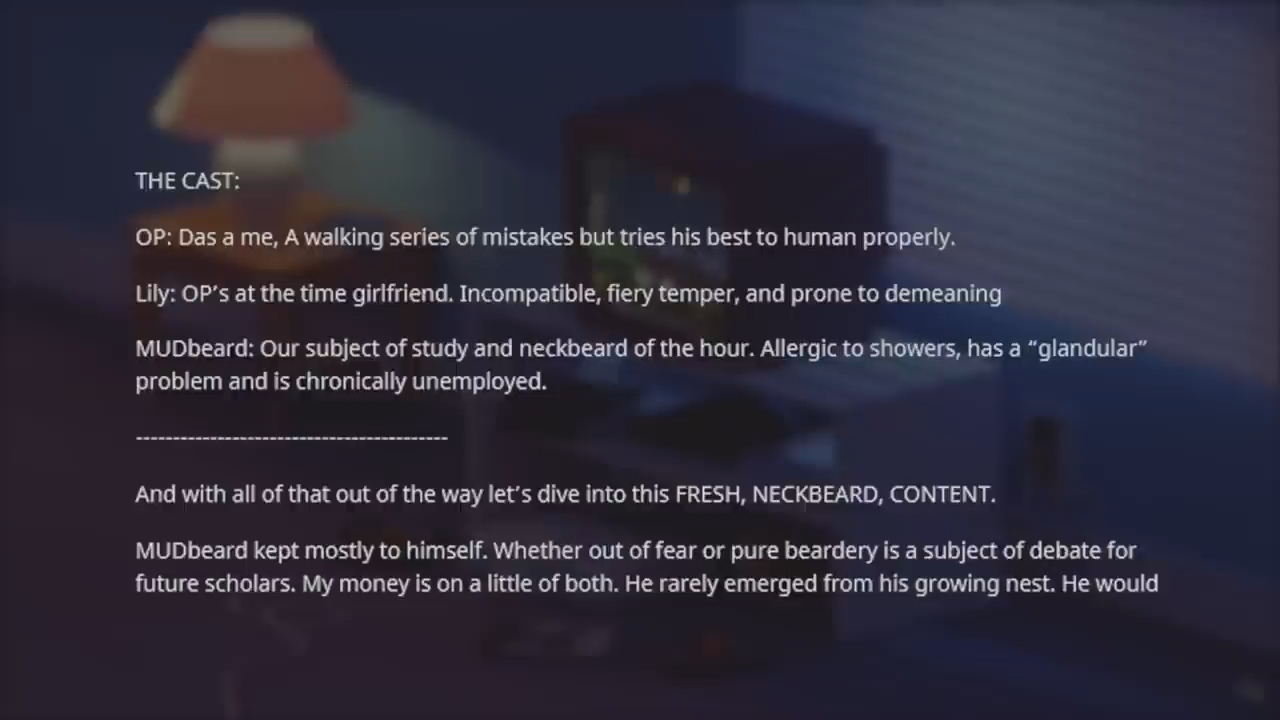 THE CAST:
OP: Das a me, A walking series of mistakes but tries his best to human properly.
Lily: OP’s at the time girlfriend. Incompatible, fiery temper, and prone to demeaning
MUDbeard: Our subject of study and neckbeard of the hour. Allergic to showers, has a “glandular”
problem and is chronically unemployed.
------------------------------------------
And with all of that out of the way let’s dive into this FRESH, NECKBEARD, CONTENT.
MUDbeard kept mostly to himself. Whether out of fear or pure beardery is a subject of debate for
future scholars. My money is on a little of both. He rarely emerged from his growing nest. He would